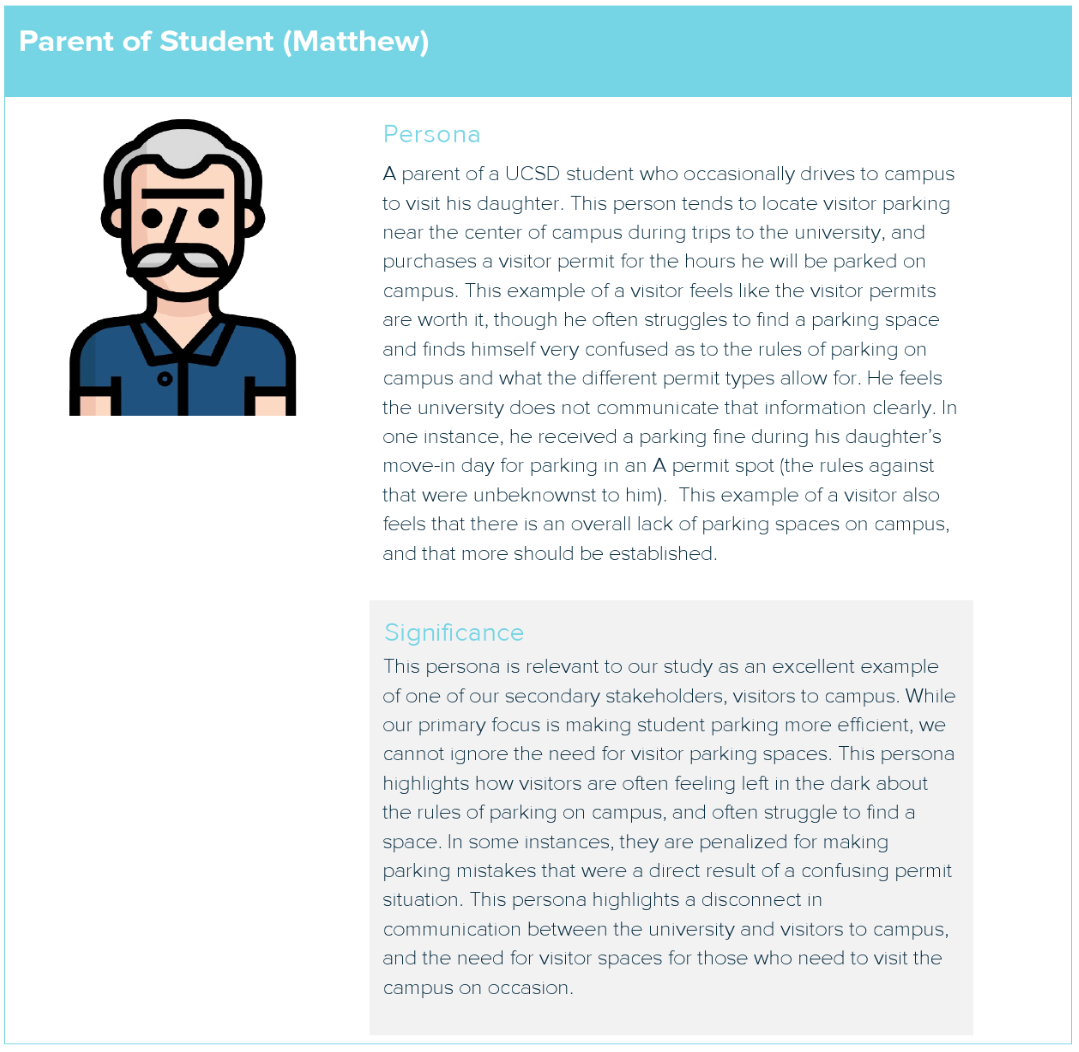 Parent of Student (Matthew)
Persona
A parent of a UCSD student who occasionally drives to campus
to visit his daughter. This person tends to locate visitor parking
near the center of campus during trips to the university, and
purchases a visitor permit for the hours he will be parked on
campus. This example of a visitor feels like the visitor permits
are worth it, though he often struggles to find a parking space
and finds himself very confused as to the rules of parking on
campus and what the different permit types allow for. He feels
the university does not communicate that information clearly. In
one instance, he received a parking fine during his daughter’s
move-in day for parking in an A permit spot (the rules against
that were unbeknownst to him).  This example of a visitor also
feels that there is an overall lack of parking spaces on campus,
and that more should be established.
Significance
This persona is relevant to our study as an excellent example
of one of our secondary stakeholders, visitors to campus. While
our primary focus is making student parking more efficient, we
cannot ignore the need for visitor parking spaces. This persona
highlights how visitors are often feeling left in the dark about
the rules of parking on campus, and often struggle to find a
space. In some instances, they are penalized for making
parking mistakes that were a direct result of a confusing permit
situation. This persona highlights a disconnect in
communication between the university and visitors to campus,
and the need for visitor spaces for those who need to visit the
campus on occasion.